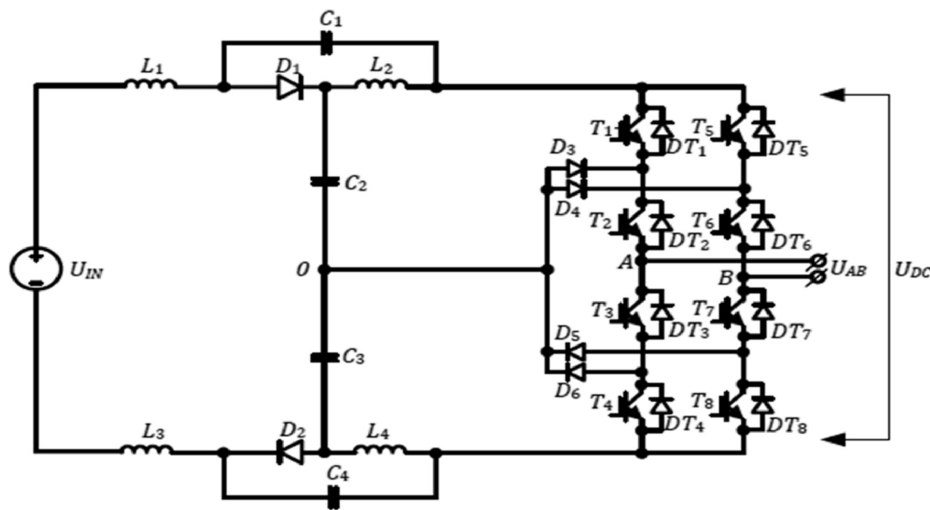 C1
L1
D1
L2
T1
T5
D3
DT1
DT5
C2
D4
T2
T6
DT2
DT6
UIN
O
A
UAB
UDC
B
T3
T7
C3
D5
DT3
DT7
D6
T4
T8
L3
D2
L4
DT4
DT8
C4